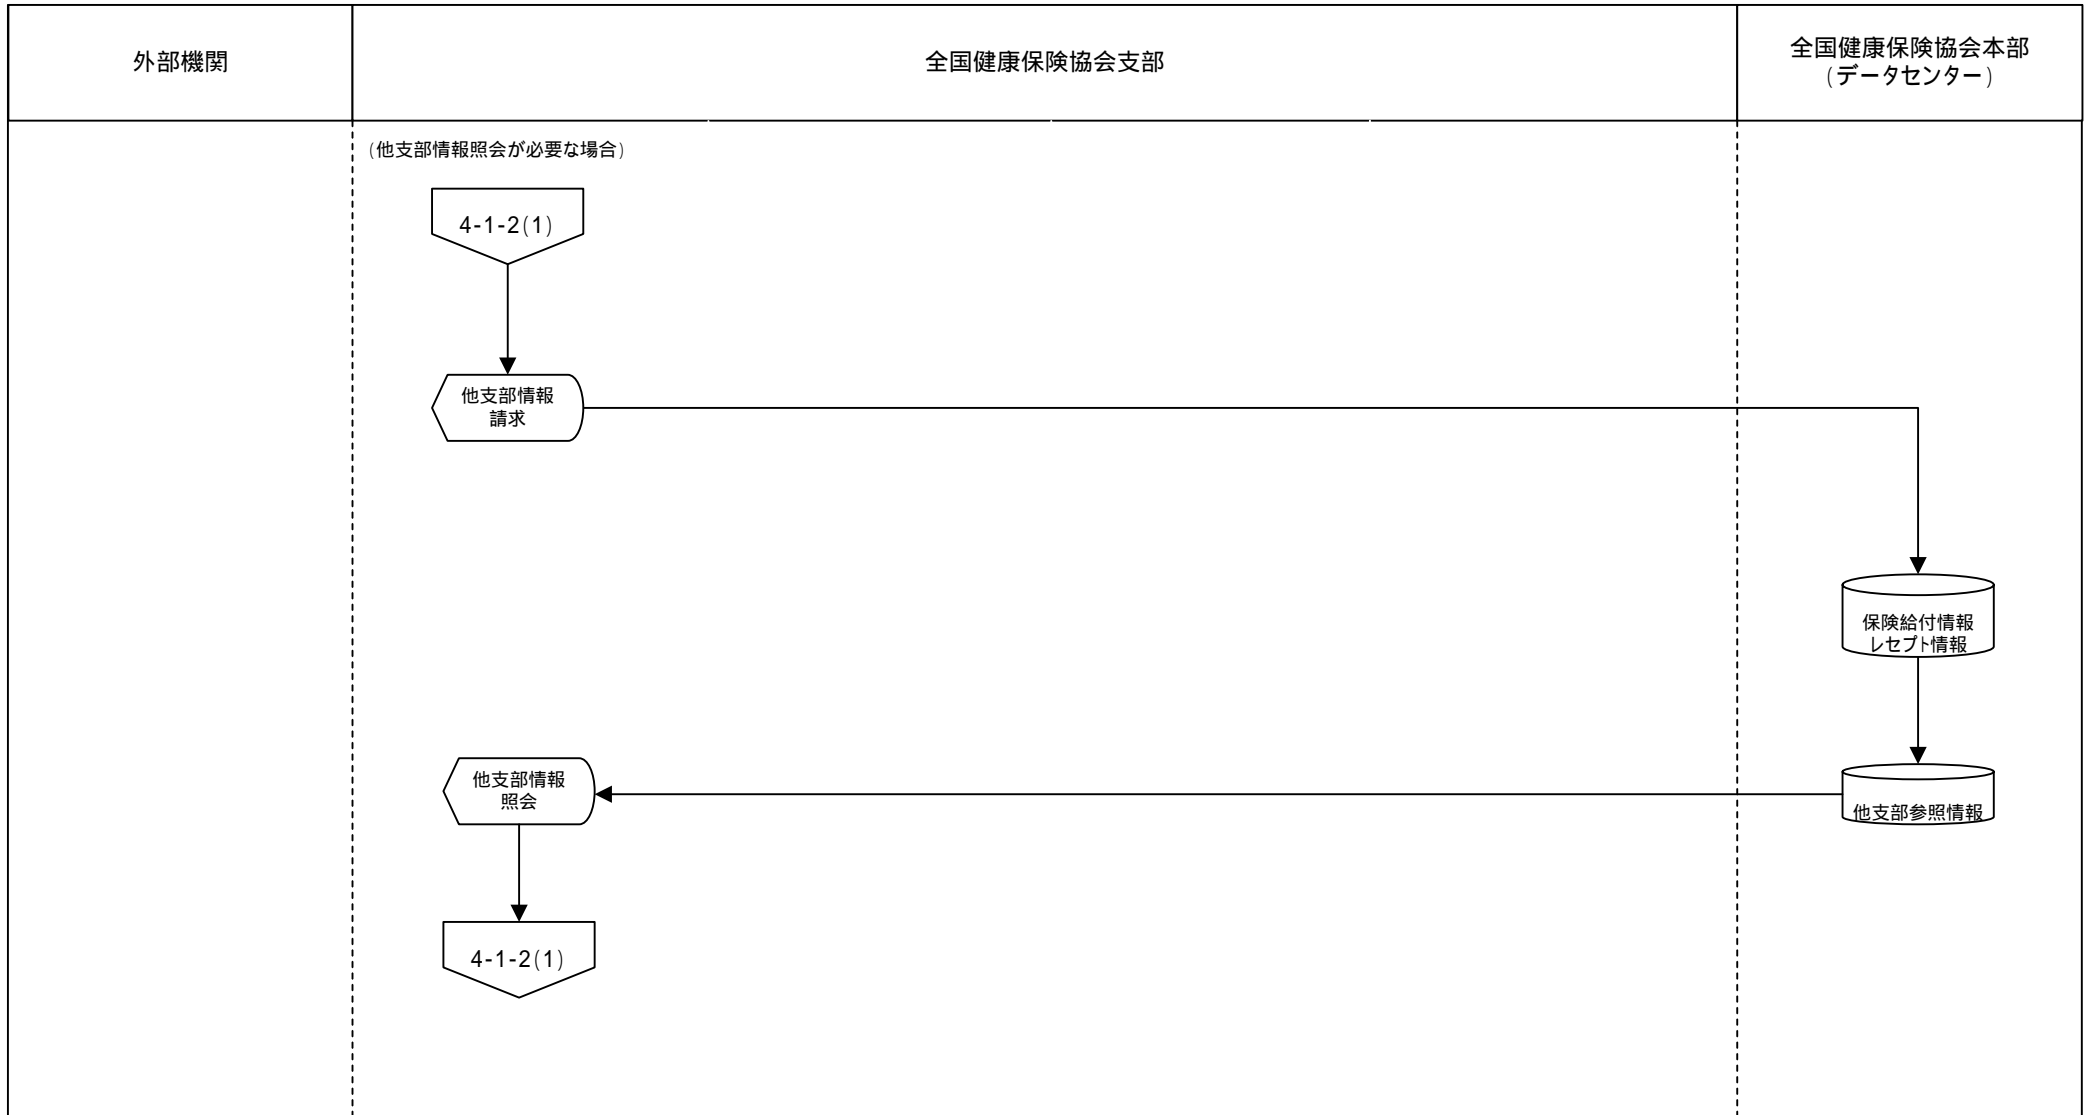 外部機関
全国健康保険協会支部
全国健康保険協会本部
(データセンター)
(他支部情報照会が必要な場合)
4-1-2(1)
他支部情報
請求
保険給付情報
レセプト情報
他支部情報
照会
他支部参照情報
4-1-2(1)